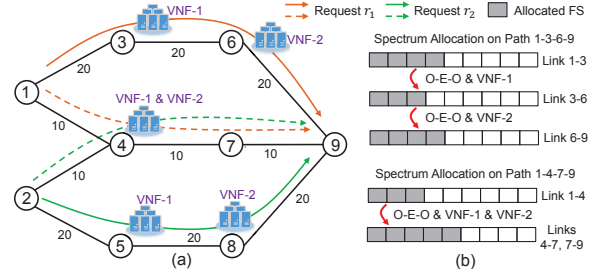 Request r1 Request r2 Allocated FS
VNF-1
VNF-2
3
6
20
20
20
1
VNF-1 & VNF-2
10
4
10
7
10
9
10
2
VNF-1
VNF-2
20
5
20
8
20
(a)
Spectrum Allocation on Path 1-3-6-9
Link 1-3
O-E-O & VNF-1
Link 3-6
O-E-O & VNF-2
Link 6-9
Spectrum Allocation on Path 1-4-7-9
Link 1-4
O-E-O & VNF-1 & VNF-2
Links
4-7, 7-9
(b)